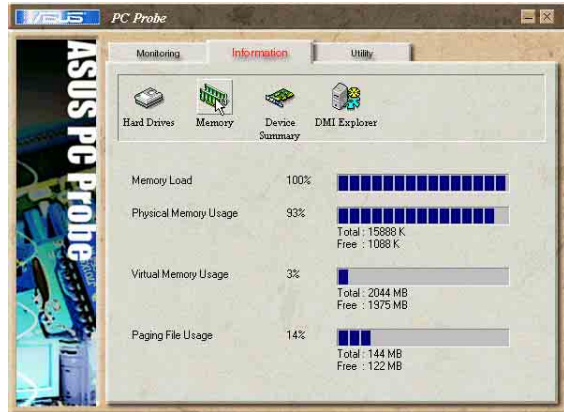 ASUS PC Probe
Monitoring Information Utility
ASUS PC Probe
Hard Drives Memory Device Summary DMI Explorer
Memory Load 100%
Physical Memory Usage 93%
Total : 15888 K
Free : 1088 K
Virtual Memory Usage 3%
Total : 2044 MB
Free : 1975 MB
Paging File Usage 14%
Total : 144 MB
Free : 122 MB